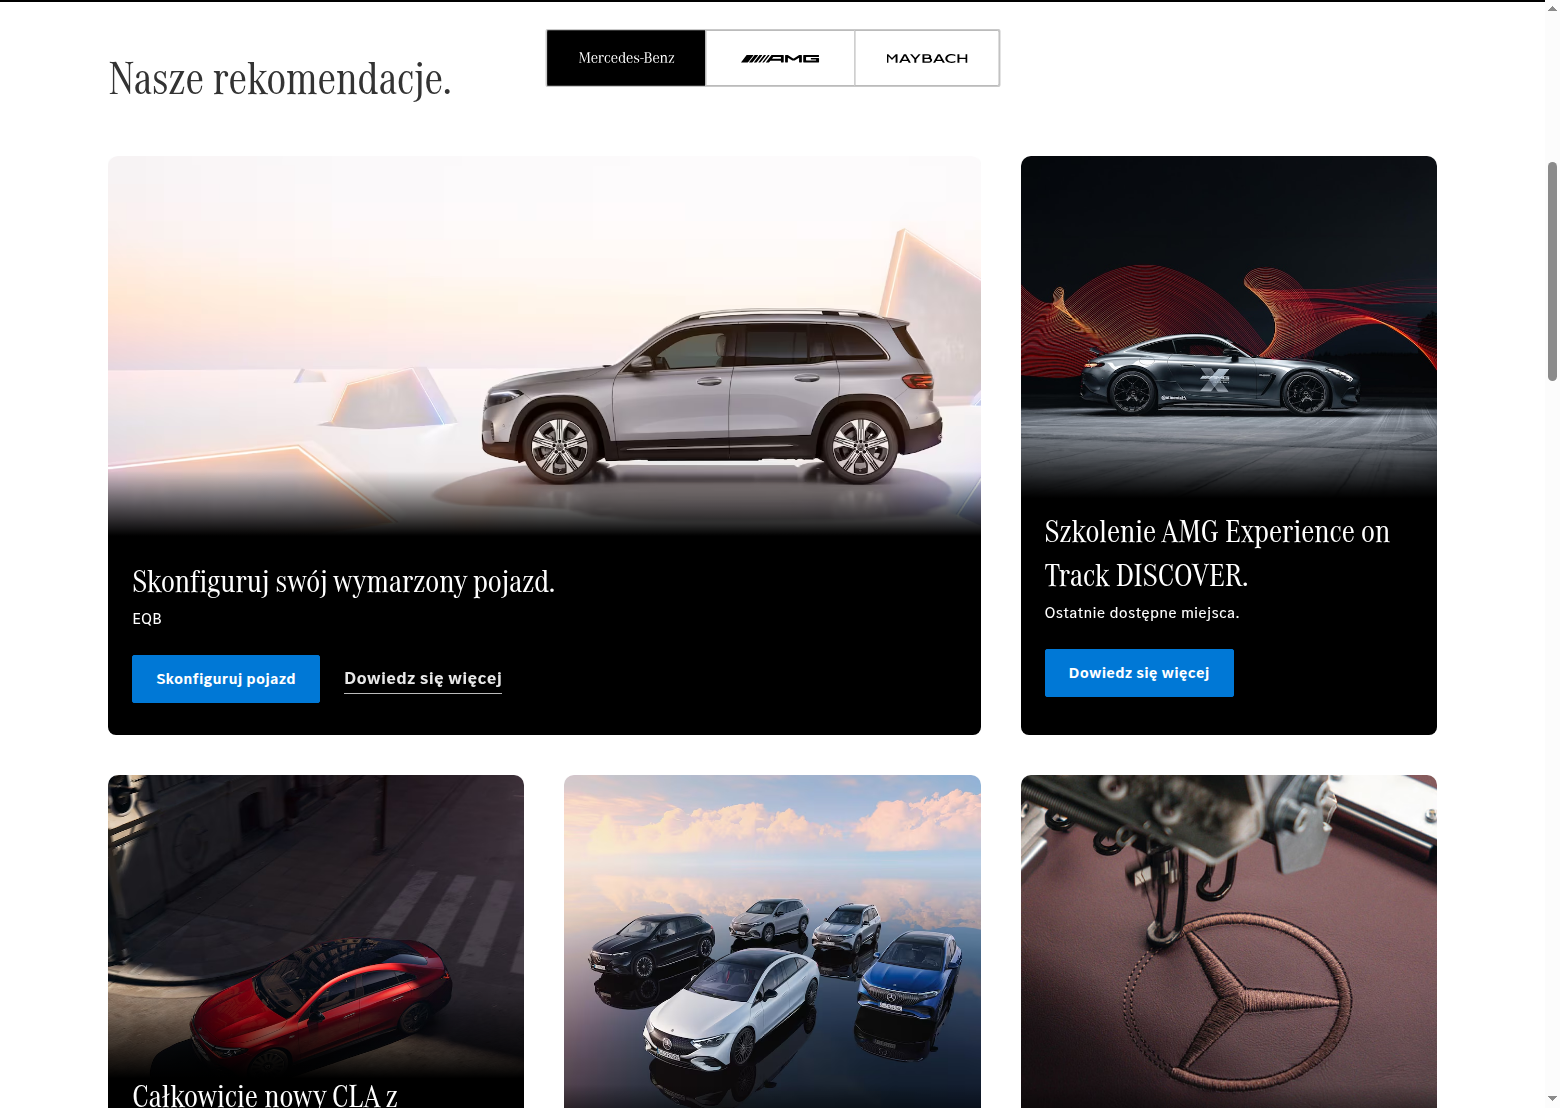 Nasze rekomendacje.
Mercedes-Benz
AMG
MAYBACH
Skonfiguruj swój wymarzony pojazd.
EQB
Skonfiguruj pojazd
Dowiedz się więcej
Szkolenie AMG Experience on
Track DISCOVER.
Ostatnie dostępne miejsca.
Dowiedz się więcej
Całkowicie nowy CLA z